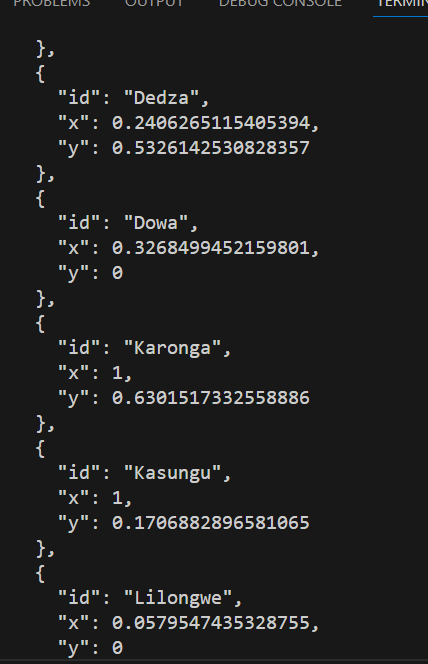 PROBLEMS OUTPUT DEBUG CONSOLE TERMIN
},
{
"id": "Dedza",
"x": 0.2406265115405394,
"y": 0.5326142530828357
},
{
"id": "Dowa",
"x": 0.3268499452159801,
"y": 0
},
{
"id": "Karonga",
"x": 1,
"y": 0.6301517332558886
},
{
"id": "Kasungu",
"x": 1,
"y": 0.1706882896581065
},
{
"id": "Lilongwe",
"x": 0.0579547435328755,
"y": 0